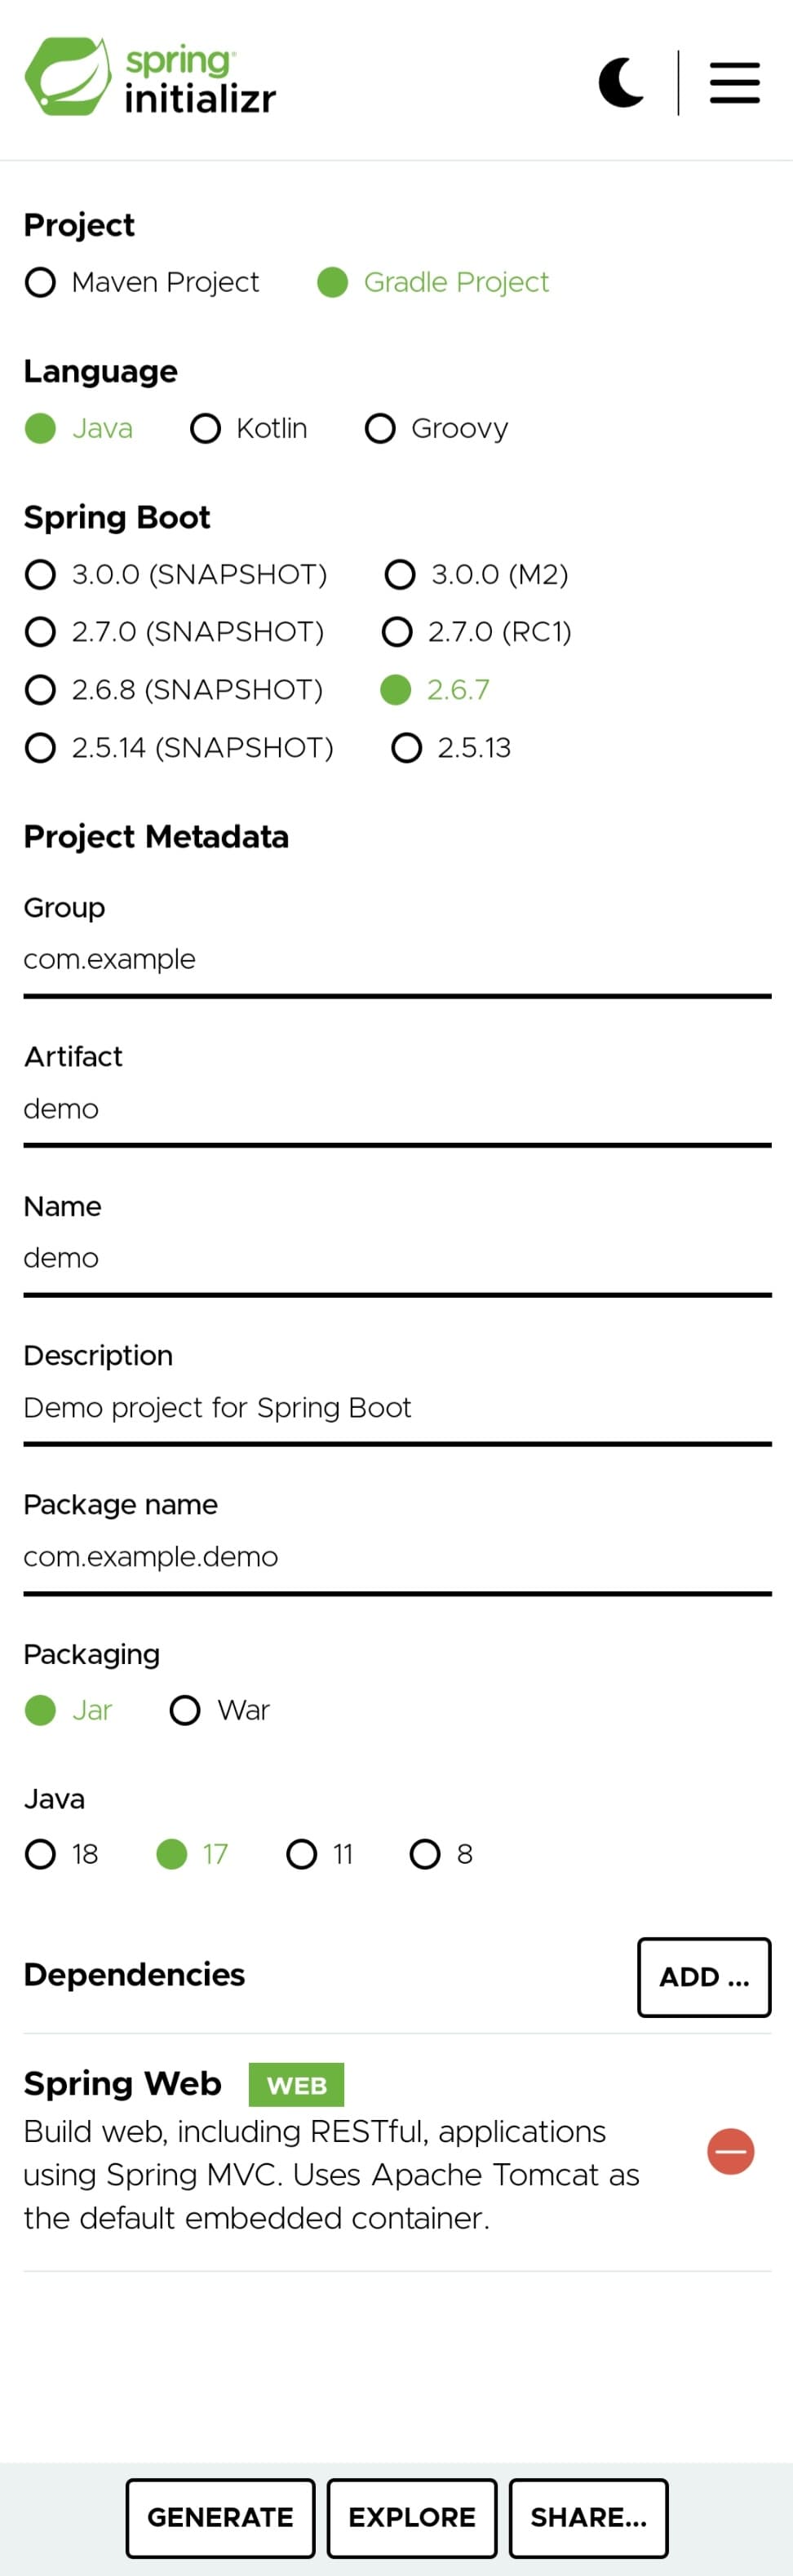 spring
initializr
Project
Maven Project Gradle Project
Language
Java Kotlin Groovy
Spring Boot
3.0.0 (SNAPSHOT) 3.0.0 (M2)
2.7.0 (SNAPSHOT) 2.7.0 (RC1)
2.6.8 (SNAPSHOT) 2.6.7
2.5.14 (SNAPSHOT) 2.5.13
Project Metadata
Group
com.example
Artifact
demo
Name
demo
Description
Demo project for Spring Boot
Package name
com.example.demo
Packaging
Jar War
Java
18 17 11 8
Dependencies ADD ...
Spring Web WEB
Build web, including RESTful, applications
using Spring MVC. Uses Apache Tomcat as
the default embedded container.
GENERATE EXPLORE SHARE...